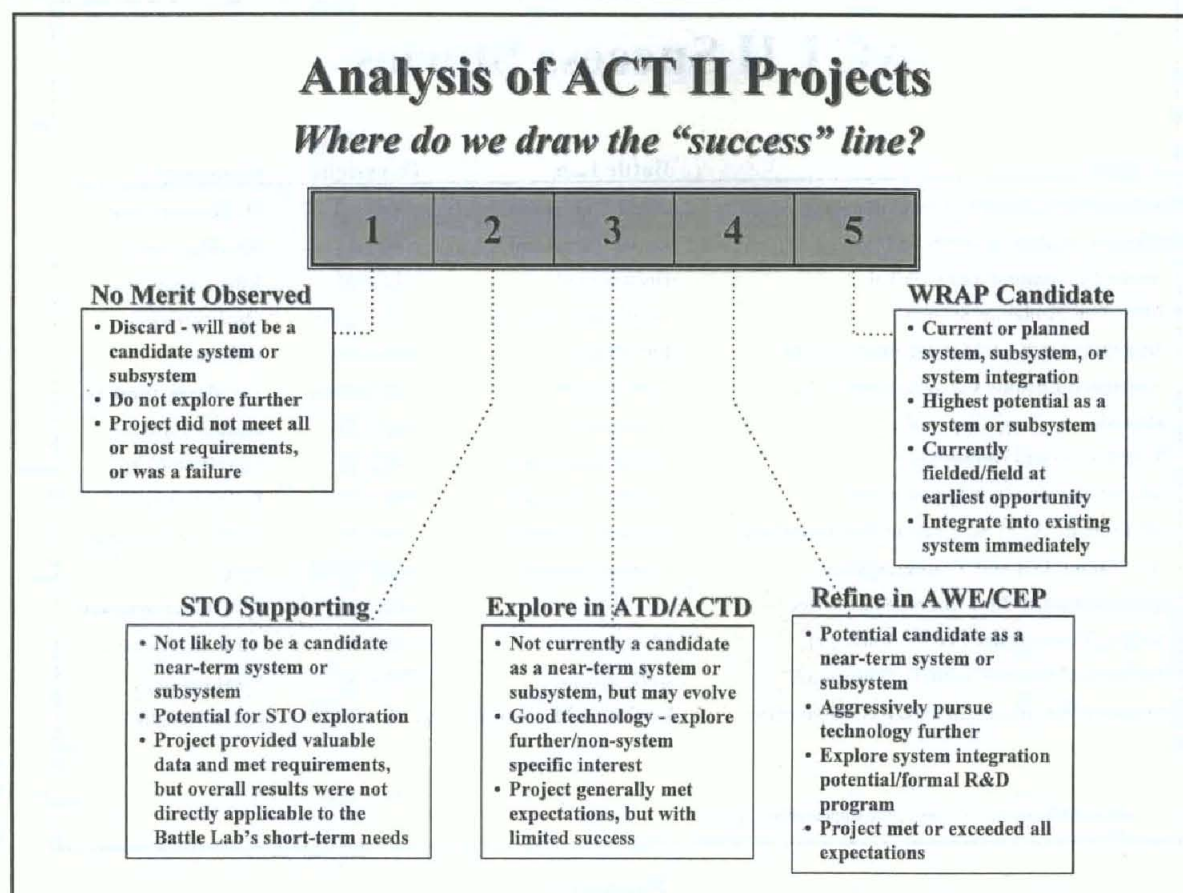 Analysis of ACT II Projects
Where do we draw the “success” line?
1 2 3 4 5
No Merit Observed
• Discard - will not be a
candidate system or
subsystem
• Do not explore further
• Project did not meet all
or most requirements,
or was a failure
WRAP Candidate
• Current or planned
system, subsystem, or
system integration
• Highest potential as a
system or subsystem
• Currently
fielded/field at
earliest opportunity
• Integrate into existing
system immediately
STO Supporting
• Not likely to be a candidate
near-term system or
subsystem
• Potential for STO exploration
• Project provided valuable
data and met requirements,
but overall results were not
directly applicable to the
Battle Lab's short-term needs
Explore in ATD/ACTD
• Not currently a candidate
as a near-term system or
subsystem, but may evolve
• Good technology - explore
further/non-system
specific interest
• Project generally met
expectations, but with
limited success
Refine in AWE/CEP
• Potential candidate as a
near-term system or
subsystem
• Aggressively pursue
technology further
• Explore system integration
potential/formal R&D
program
• Project met or exceeded all
expectations